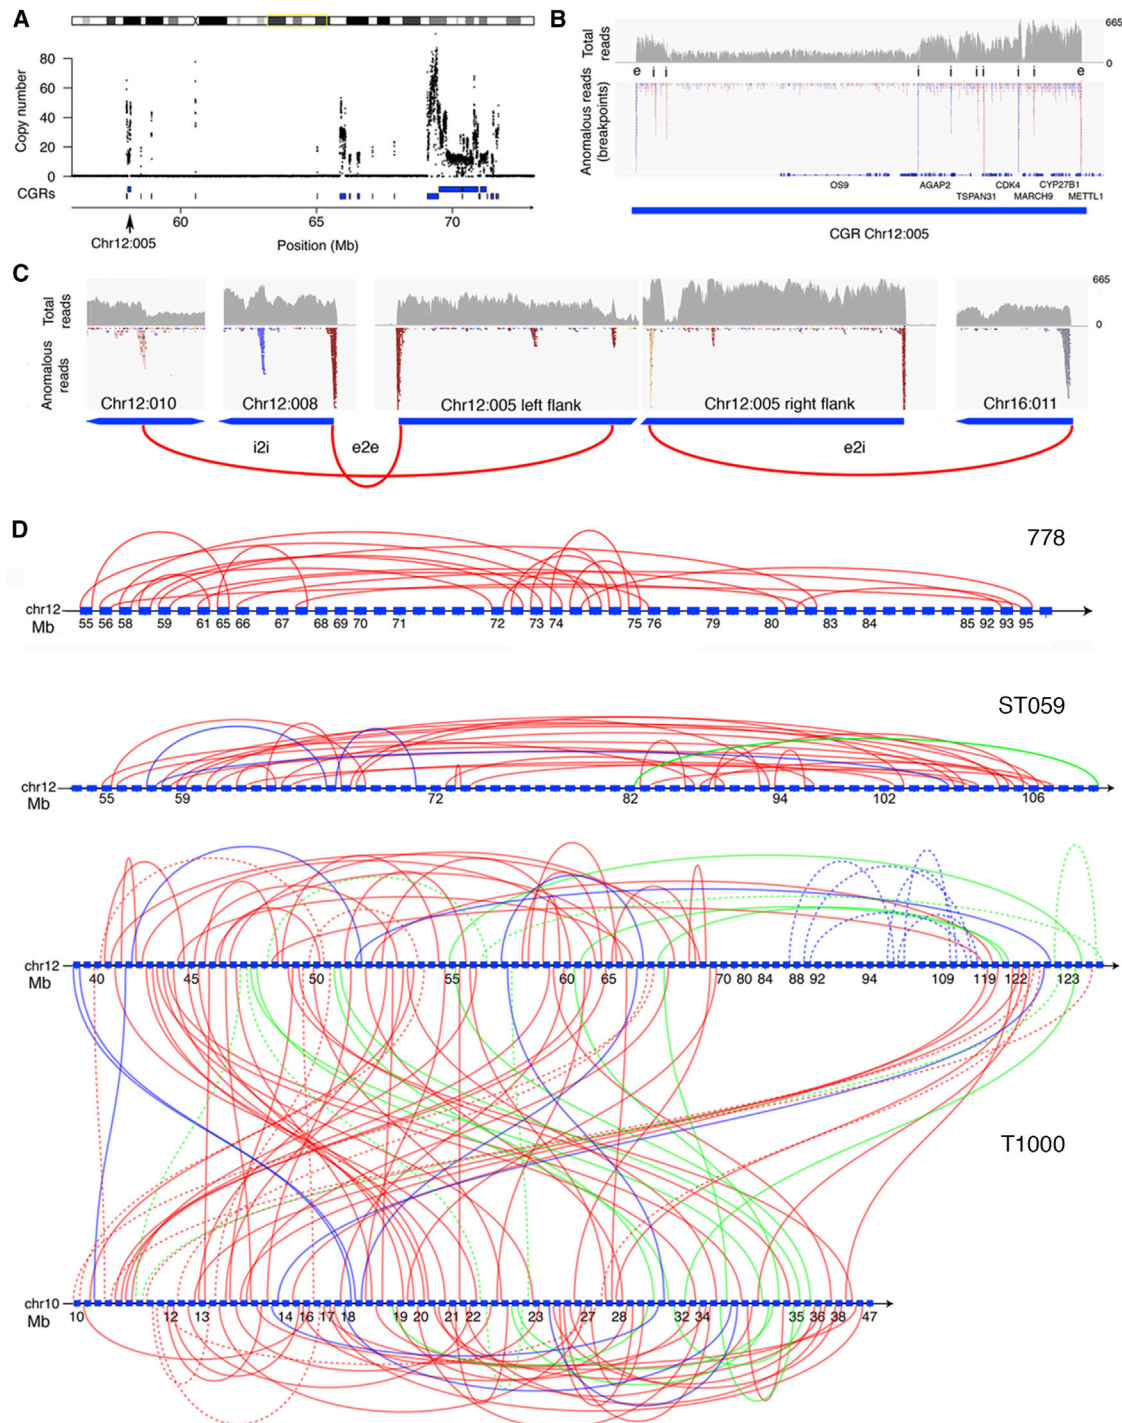 A
Copy number
80
60
40
20
0
CGRs
60 65 70
Chr12:005
Position (Mb)
B
Total reads
665
0
e i i i i i i i i e
Anomalous reads (breakpoints)
OS9 AGAP2 CDK4 CYP27B1
TSPAN31 MARCH9 METTL1
CGR Chr12:005
C
Total reads
665
0
Anomalous reads
Chr12:010 Chr12:008 Chr12:005 left flank Chr12:005 right flank Chr16:011
i2i e2e e2i
D
778
chr12
Mb
55 56 58 59 61 65 66 67 68 69 70 71 72 73 74 75 76 79 80 83 84 85 92 93 95
ST059
chr12
Mb
55 59 72 82 94 102 106
chr12
Mb
40 45 50 55 60 65 70 80 84 88 92 94 109 119 122 123
T1000
chr10
Mb
10 12 13 14 16 17 18 19 20 21 22 23 27 28 32 34 35 36 38 47